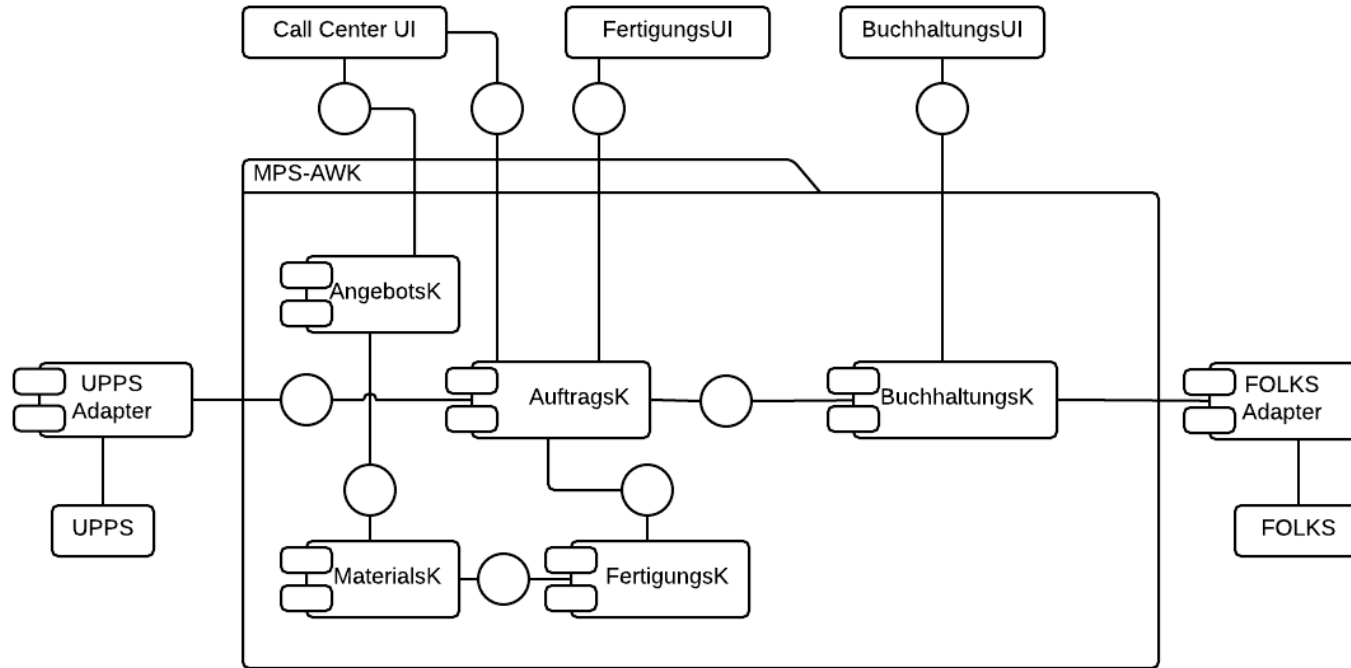 Call Center UI
FertigungsUI
BuchhaltungsUI
MPS-AWK
AngebotsK
UPPS
Adapter
AuftragsK
BuchhaltungsK
FOLKS
Adapter
UPPS
FOLKS
MaterialsK
FertigungsK